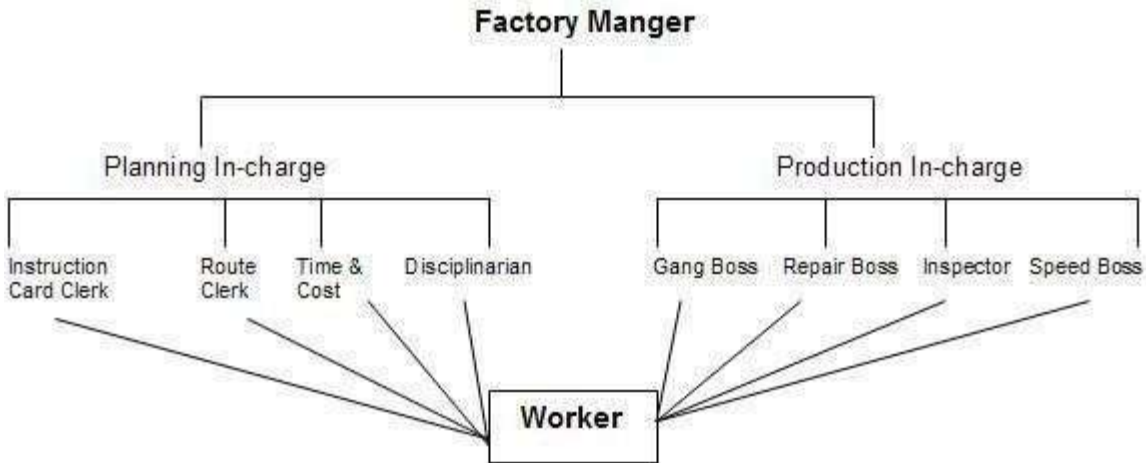 Factory Manger
Planning In-charge
Production In-charge
Instruction
Card Clerk
Route
Clerk
Time &
Cost
Disciplinarian
Gang Boss
Repair Boss
Inspector
Speed Boss
Worker